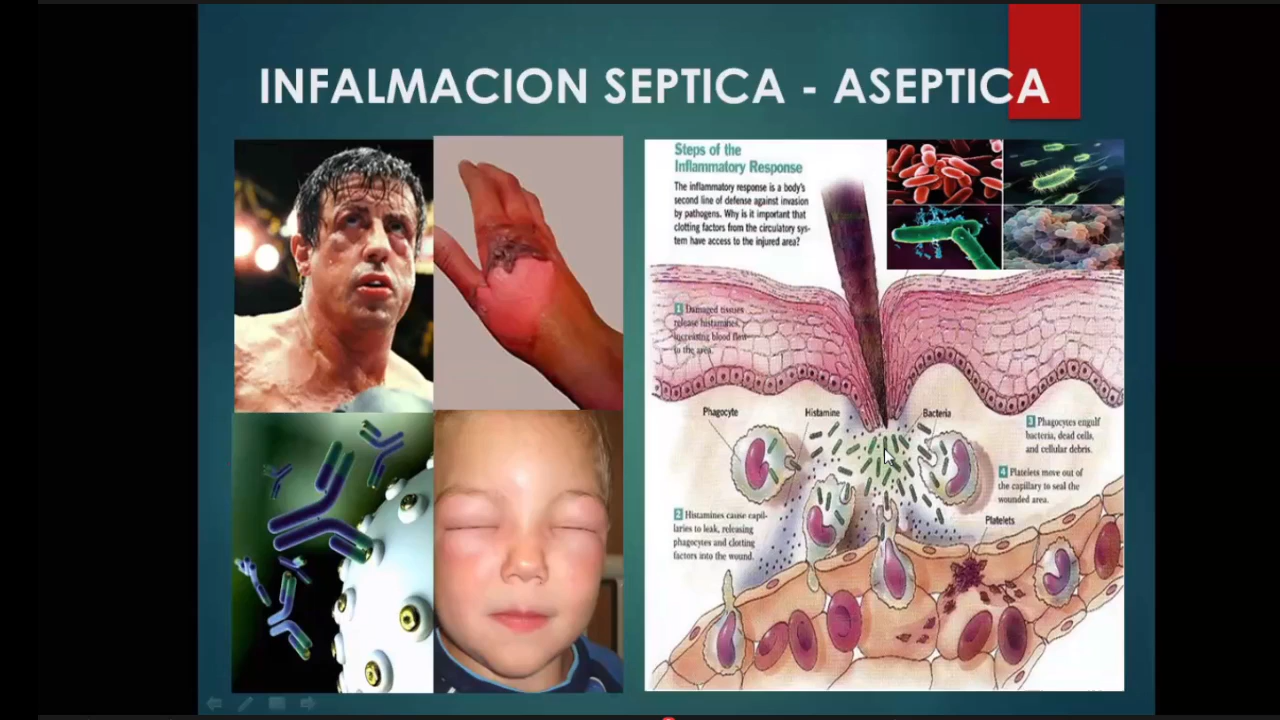 INFALMACION SEPTICA - ASEPTICA
Steps of the
Inflammatory Response
The inflammatory response is a body's
second line of defense against invasion
by pathogens. Why is it important that
clotting factors from the circulatory sys-
tem have access to the injured area?
1 Damaged tissues
release histamines,
increasing blood flow
to the area.
Phagocyte
Histamine
Bacteria
3 Phagocytes engulf
bacteria, dead cells,
and cellular debris.
4 Platelets move out of
the capillary to seal the
wounded area.
Platelets
2 Histamines cause capil-
laries to leak, releasing
phagocytes and clotting
factors into the wound.